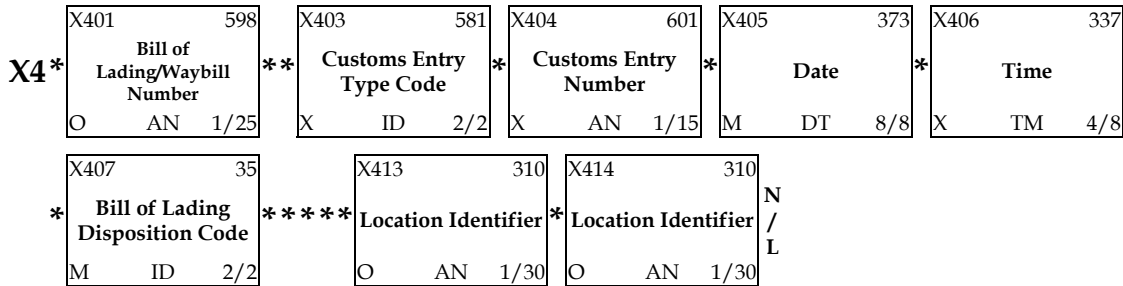 X401 598 X403 581 X404 601 X405 373 X406 337
X4* Bill of Lading/Waybill Number ** Customs Entry Type Code * Customs Entry Number * Date * Time
O AN 1/25 X ID 2/2 X AN 1/15 M DT 8/8 X TM 4/8
X407 35 X413 310 X414 310
* Bill of Lading Disposition Code ***** Location Identifier * Location Identifier N/L
M ID 2/2 O AN 1/30 O AN 1/30